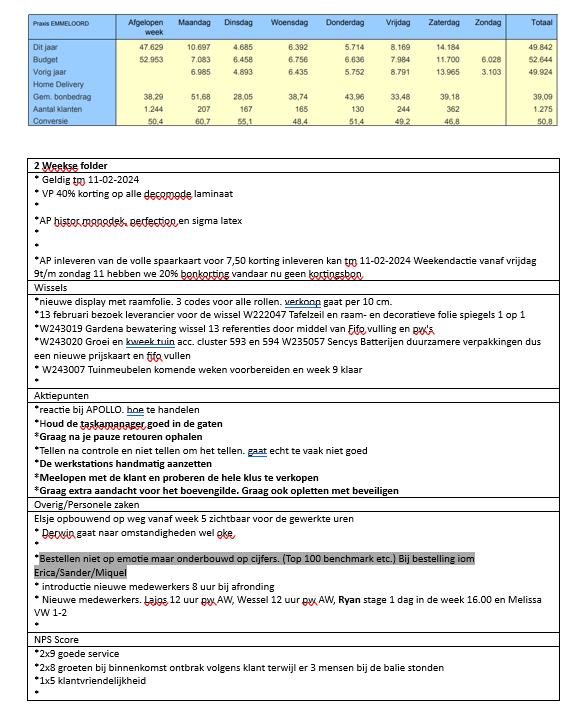 Praxis EMMELOORD Afgelopen week Maandag Dinsdag Woensdag Donderdag Vrijdag Zaterdag Zondag Totaal
Dit jaar 47.629 10.697 4.685 6.392 5.714 8.169 14.184 49.842
Budget 52.953 7.083 6.458 6.756 6.636 7.984 11.700 6.028 52.644
Vorig jaar 6.985 4.893 6.435 5.752 8.791 13.965 3.103 49.924
Home Delivery
Gem. bonbedrag 38,29 51,68 28,05 38,74 43,96 33,48 39,18 39,09
Aantal klanten 1.244 207 167 165 130 244 362 1.275
Conversie 50,4 60,7 55,1 48,4 51,4 49,2 46,8 50,8
2 Weekse folder
* Geldig tm 11-02-2024
* VP 40% korting op alle decomode laminaat
*
*AP histor monodek, perfection en sigma latex
*
*
*AP inleveren van de volle spaarkaart voor 7,50 korting inleveren kan tm 11-02-2024 Weekendactie vanaf vrijdag
9t/m zondag 11 hebben we 20% bonkorting vandaar nu geen kortingsbon
Wissels
*nieuwe display met raamfolie. 3 codes voor alle rollen. verkoop gaat per 10 cm.
*13 februari bezoek leverancier voor de wissel W222047 Tafelzeil en raam- en decoratieve folie spiegels 1 op 1
*W243019 Gardena bewatering wissel 13 referenties door middel van Fifo vulling en pw's
*W243020 Groei en kweek tuin acc. cluster 593 en 594 W235057 Sencys Batterijen duurzamere verpakkingen dus
een nieuwe prijskaart en fifo vullen
* W243007 Tuinmeubelen komende weken voorbereiden en week 9 klaar
*
Aktiepunten
*reactie bij APOLLO. hoe te handelen
*Houd de taskamanager goed in de gaten
*Graag na je pauze retouren ophalen
*Tellen na controle en niet tellen om het tellen. gaat echt te vaak niet goed
*De werkstations handmatig aanzetten
*Meelopen met de klant en proberen de hele klus te verkopen
*Graag extra aandacht voor het boevengilde. Graag ook opletten met beveiligen
Overig/Personele zaken
Elsje opbouwend op weg vanaf week 5 zichtbaar voor de gewerkte uren
* Derwin gaat naar omstandigheden wel oke.
*
*Bestellen niet op emotie maar onderbouwd op cijfers. (Top 100 benchmark etc.) Bij bestelling iom
Erica/Sander/Miquel
* introductie nieuwe medewerkers 8 uur bij afronding
* Nieuwe medewerkers. Lajos 12 uur pw AW, Wessel 12 uur pw AW, Ryan stage 1 dag in de week 16.00 en Melissa
VW 1-2
*
NPS Score
*2x9 goede service
*2x8 groeten bij binnenkomst ontbrak volgens klant terwijl er 3 mensen bij de balie stonden
*1x5 klantvriendelijkheid
*